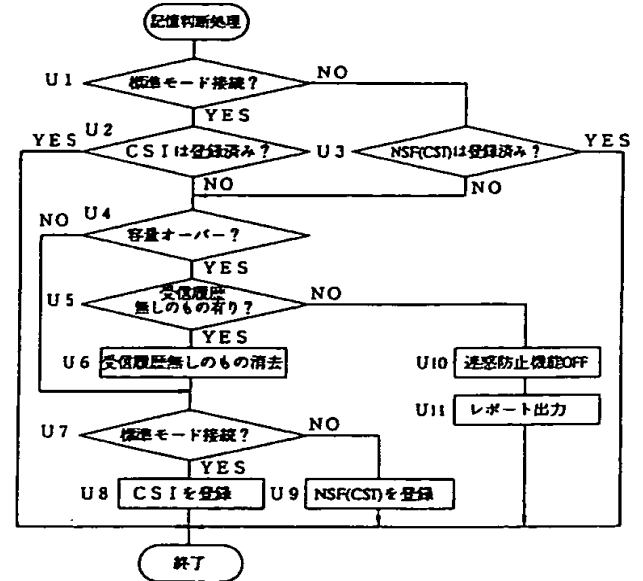 記憶判断処理
U1 標準モード接続? NO
YES
YES U2 CSIは登録済み? U3 NSF(CSI)は登録済み? YES
NO NO
NO U4 容量オーバー?
YES
U5 受信履歴 NO
無しのもの有り?
YES
U6 受信履歴無しのもの消去 U10 迷惑防止機能OFF
U11 レポート出力
U7 標準モード接続? NO
YES
U8 CSIを登録 U9 NSF(CSI)を登録
終了